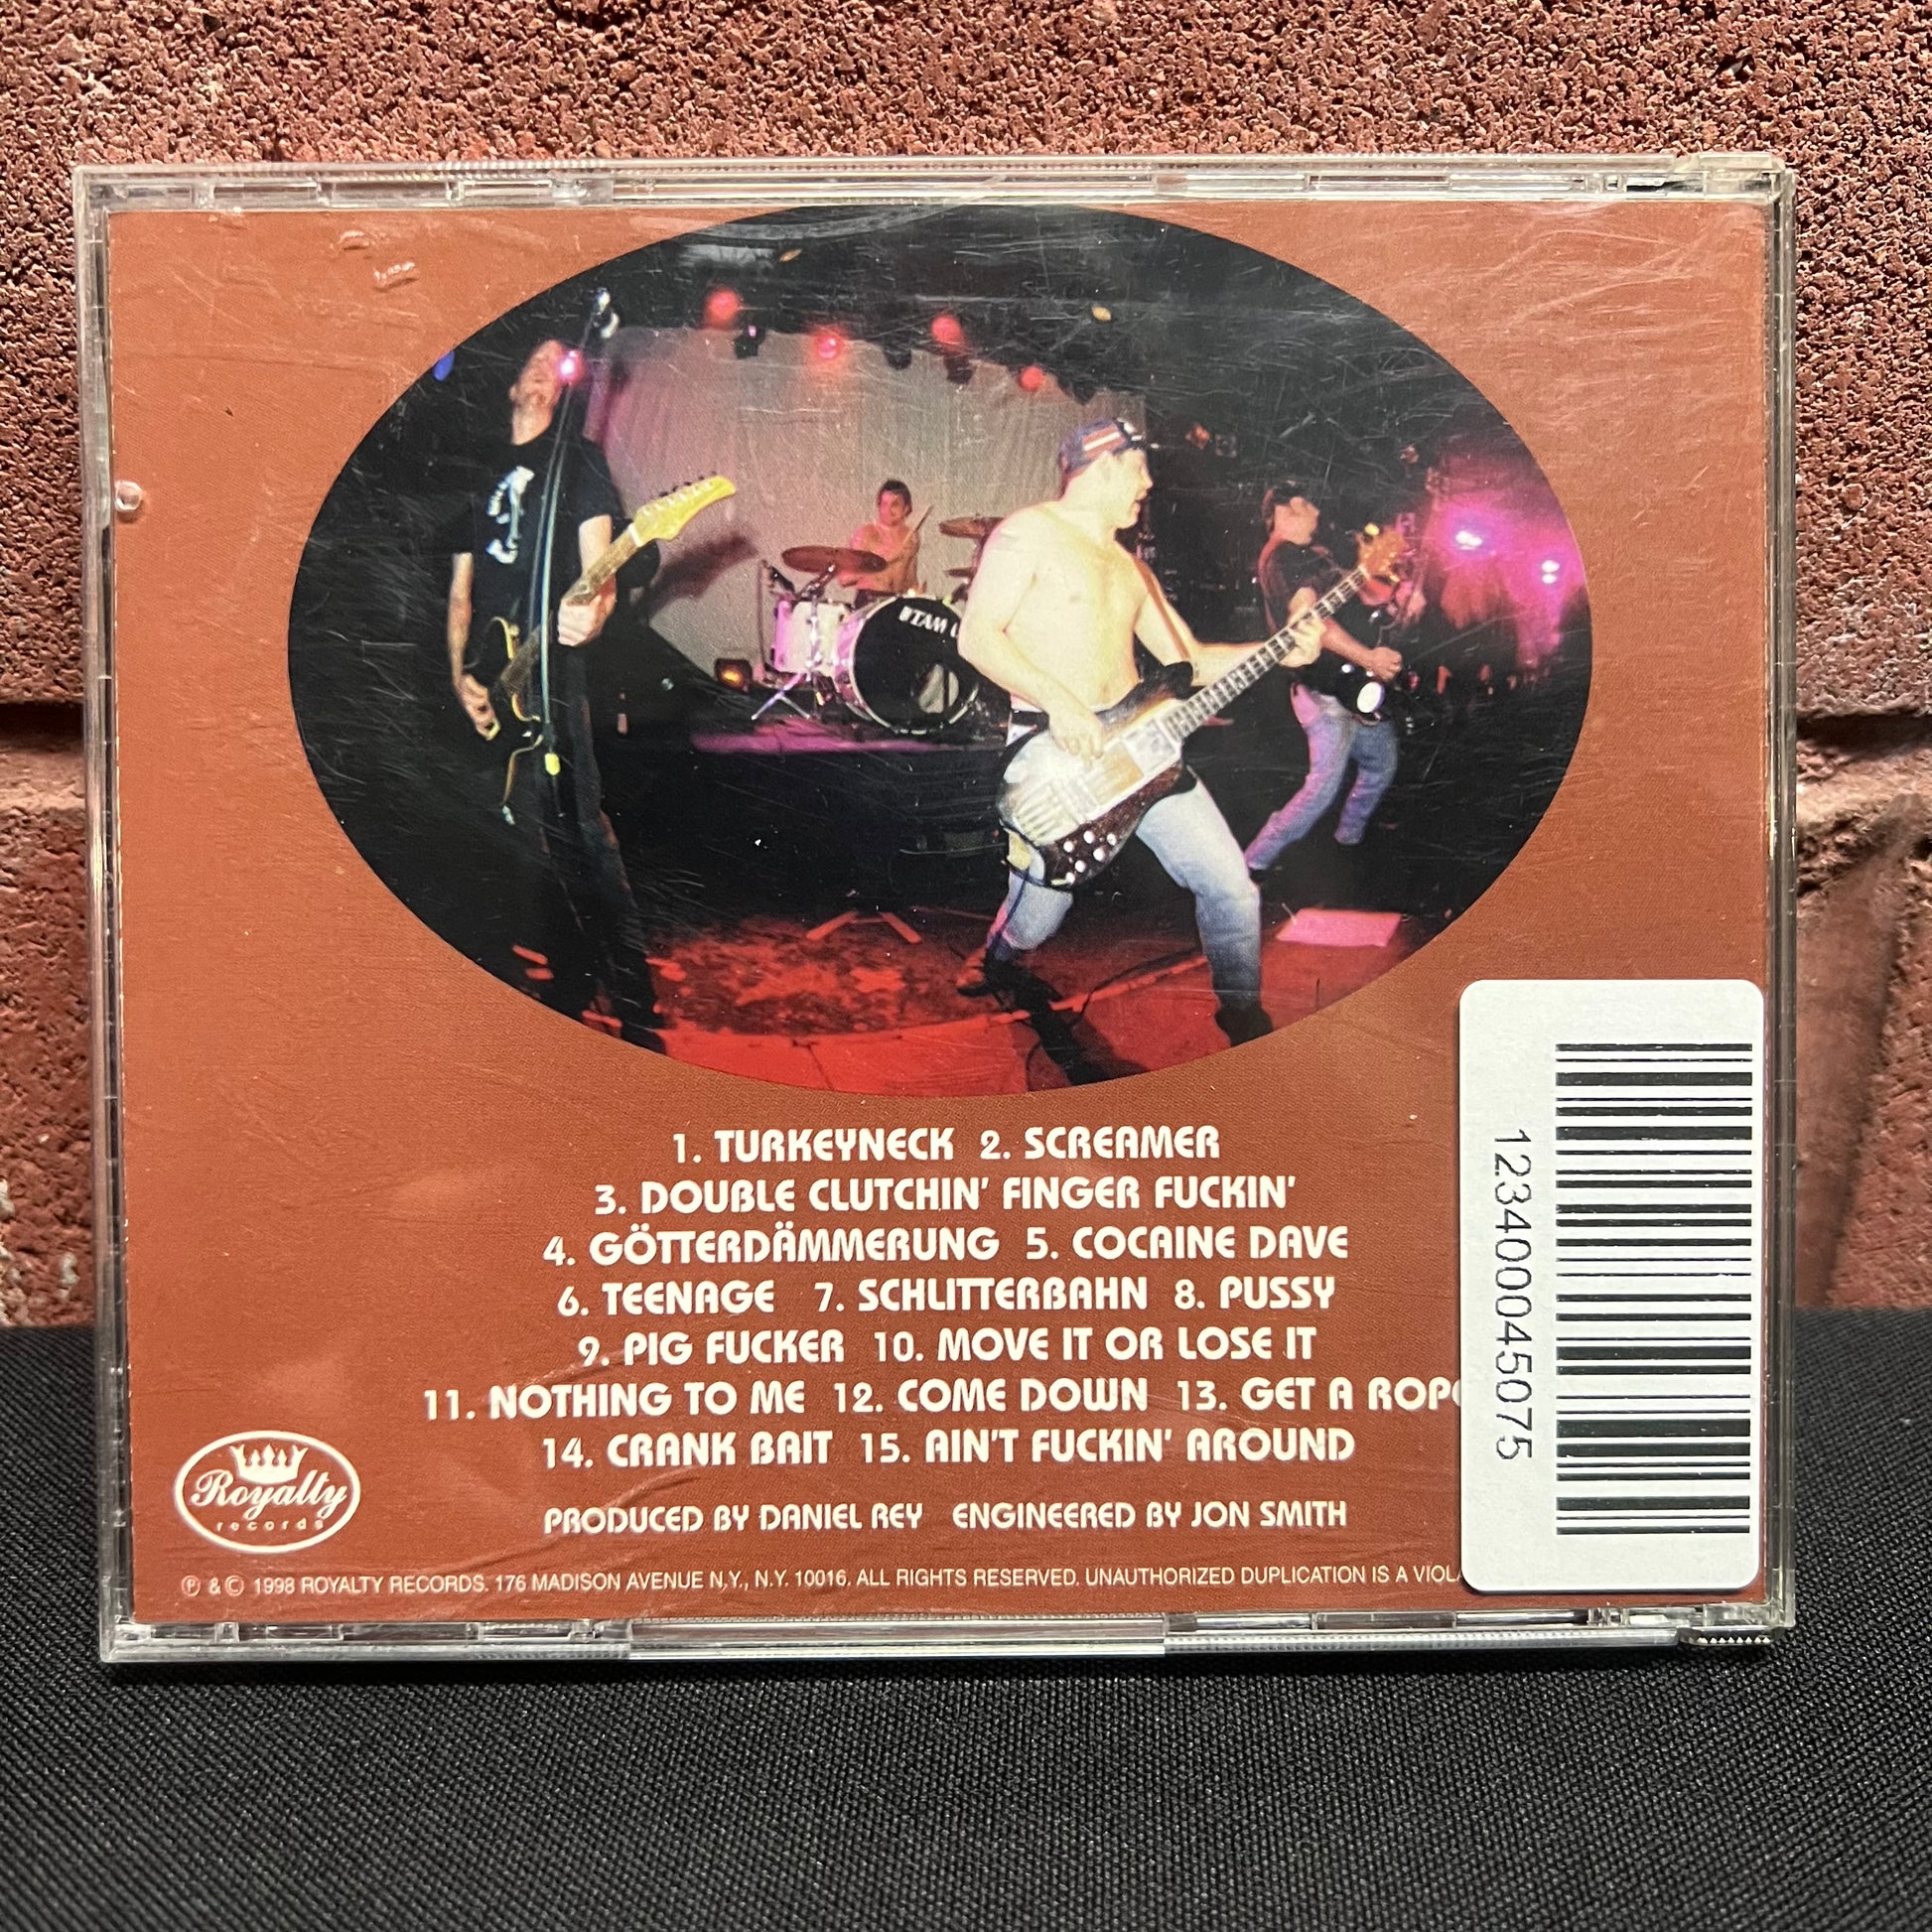 TAMA
1. TURKEYNECK 2. SCREAMER
3. DOUBLE CLUTCHIN' FINGER FUCKIN'
4. GÖTTERDÄMMERUNG 5. COCAINE DAVE
6. TEENAGE 7. SCHLITTERBAHN 8. PUSSY
9. PIG FUCKER 10. MOVE IT OR LOSE IT
11. NOTHING TO ME 12. COME DOWN 13. GET A ROPE
14. CRANK BAIT 15. AIN'T FUCKIN' AROUND
PRODUCED BY DANIEL REY ENGINEERED BY JON SMITH
Royalty
records
℗ & © 1998 ROYALTY RECORDS. 176 MADISON AVENUE N.Y., N.Y. 10016. ALL RIGHTS RESERVED. UNAUTHORIZED DUPLICATION IS A
123400045075